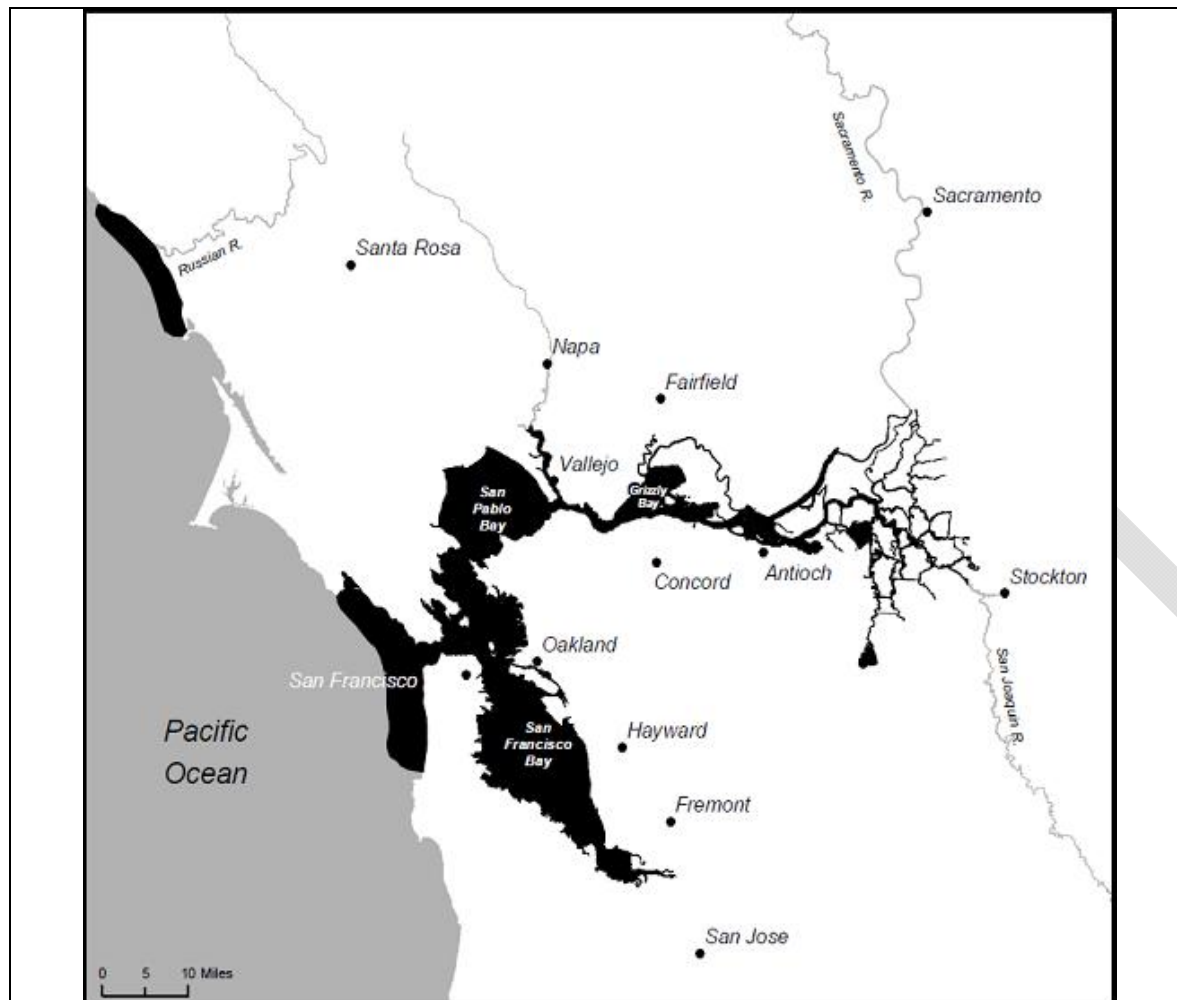 Sacramento R.
Sacramento
Russian R.
Santa Rosa
Napa
Fairfield
Vallejo
San
Pablo
Bay
Grizzly
Bay
Concord
Antioch
Stockton
Oakland
San Francisco
San Joaquin R.
Pacific
Ocean
San
Francisco
Bay
Hayward
Fremont
San Jose
0 5 10 Miles